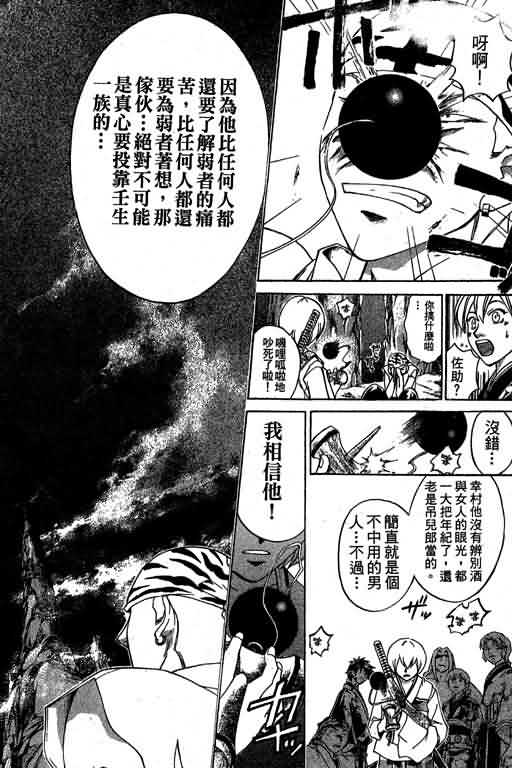 呀啊！
佐助？
你搞什麼啦
嘰哩呱啦地
吵死了啦！
沒錯
…
幸村他沒有辨別酒
與女人的眼光，都
一大把年紀了，還
老是吊兒郎當的。
簡直就是個
不中用的男
人…不過…
我相信他！
因為他比任何人都
還要了解弱者的痛
苦，比任何人都還
要為弱者著想，那
傢伙…絕對不可能
是真心要投靠壬生
一族的…